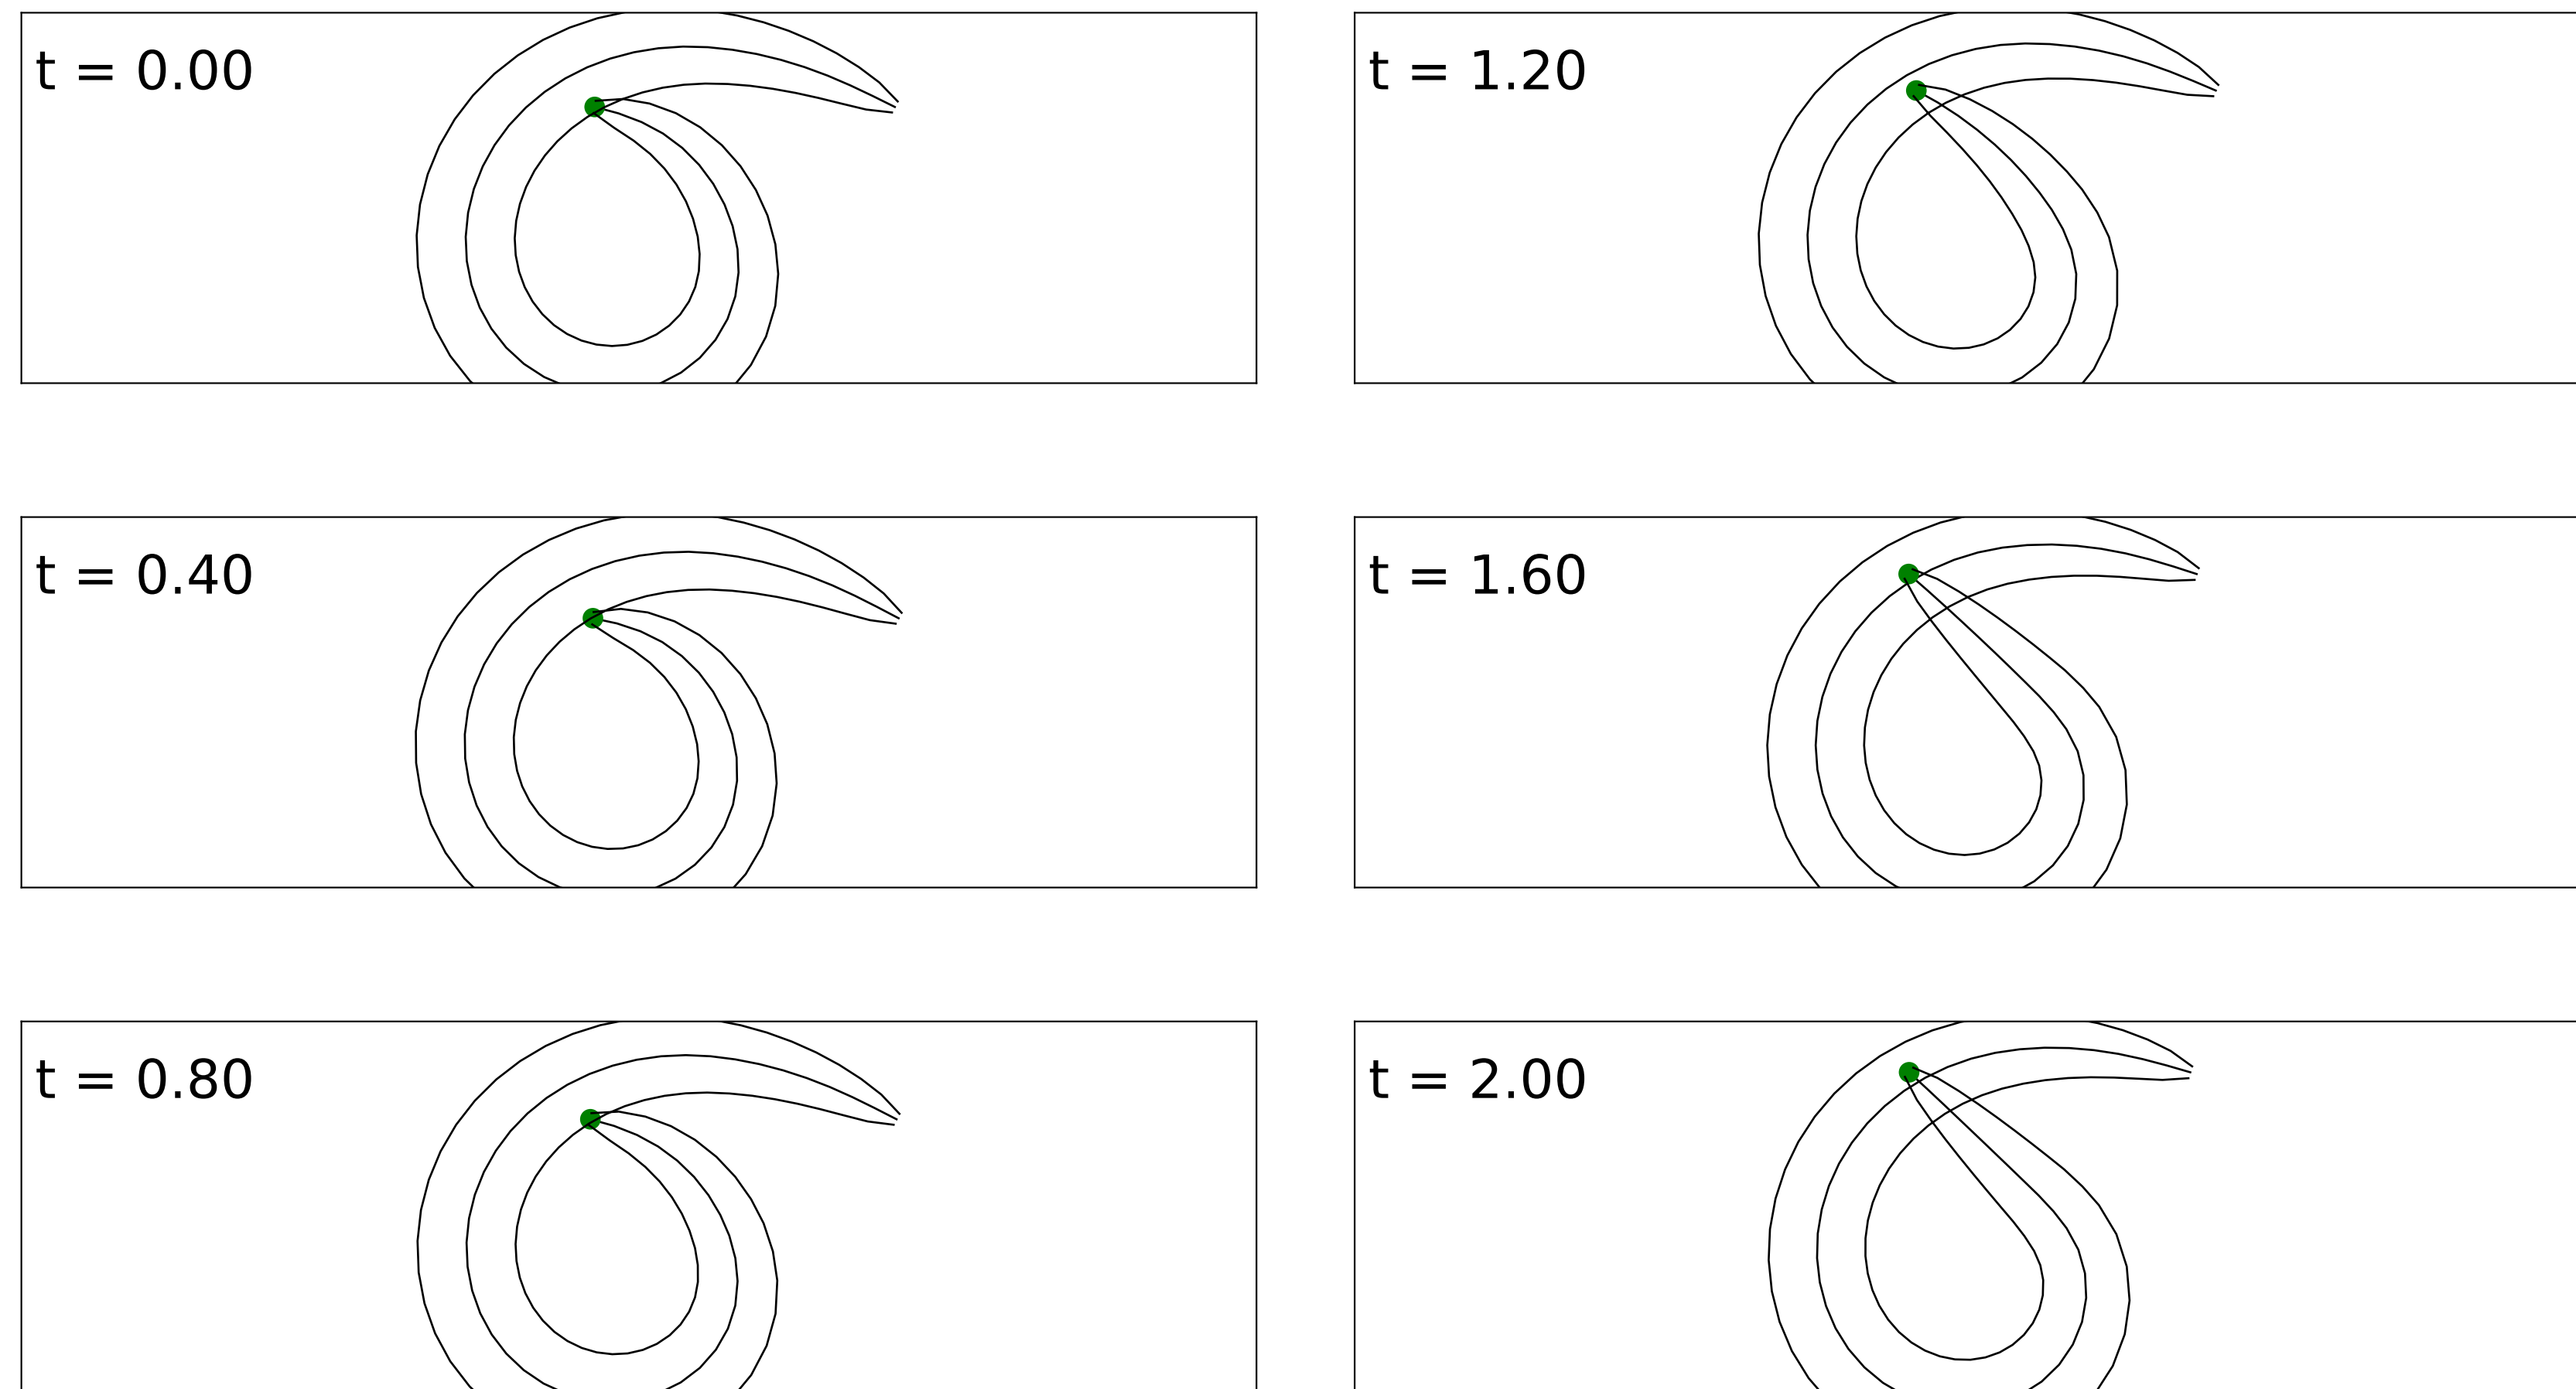 t = 0.00
t = 1.20
t = 0.40
t = 1.60
t = 0.80
t = 2.00